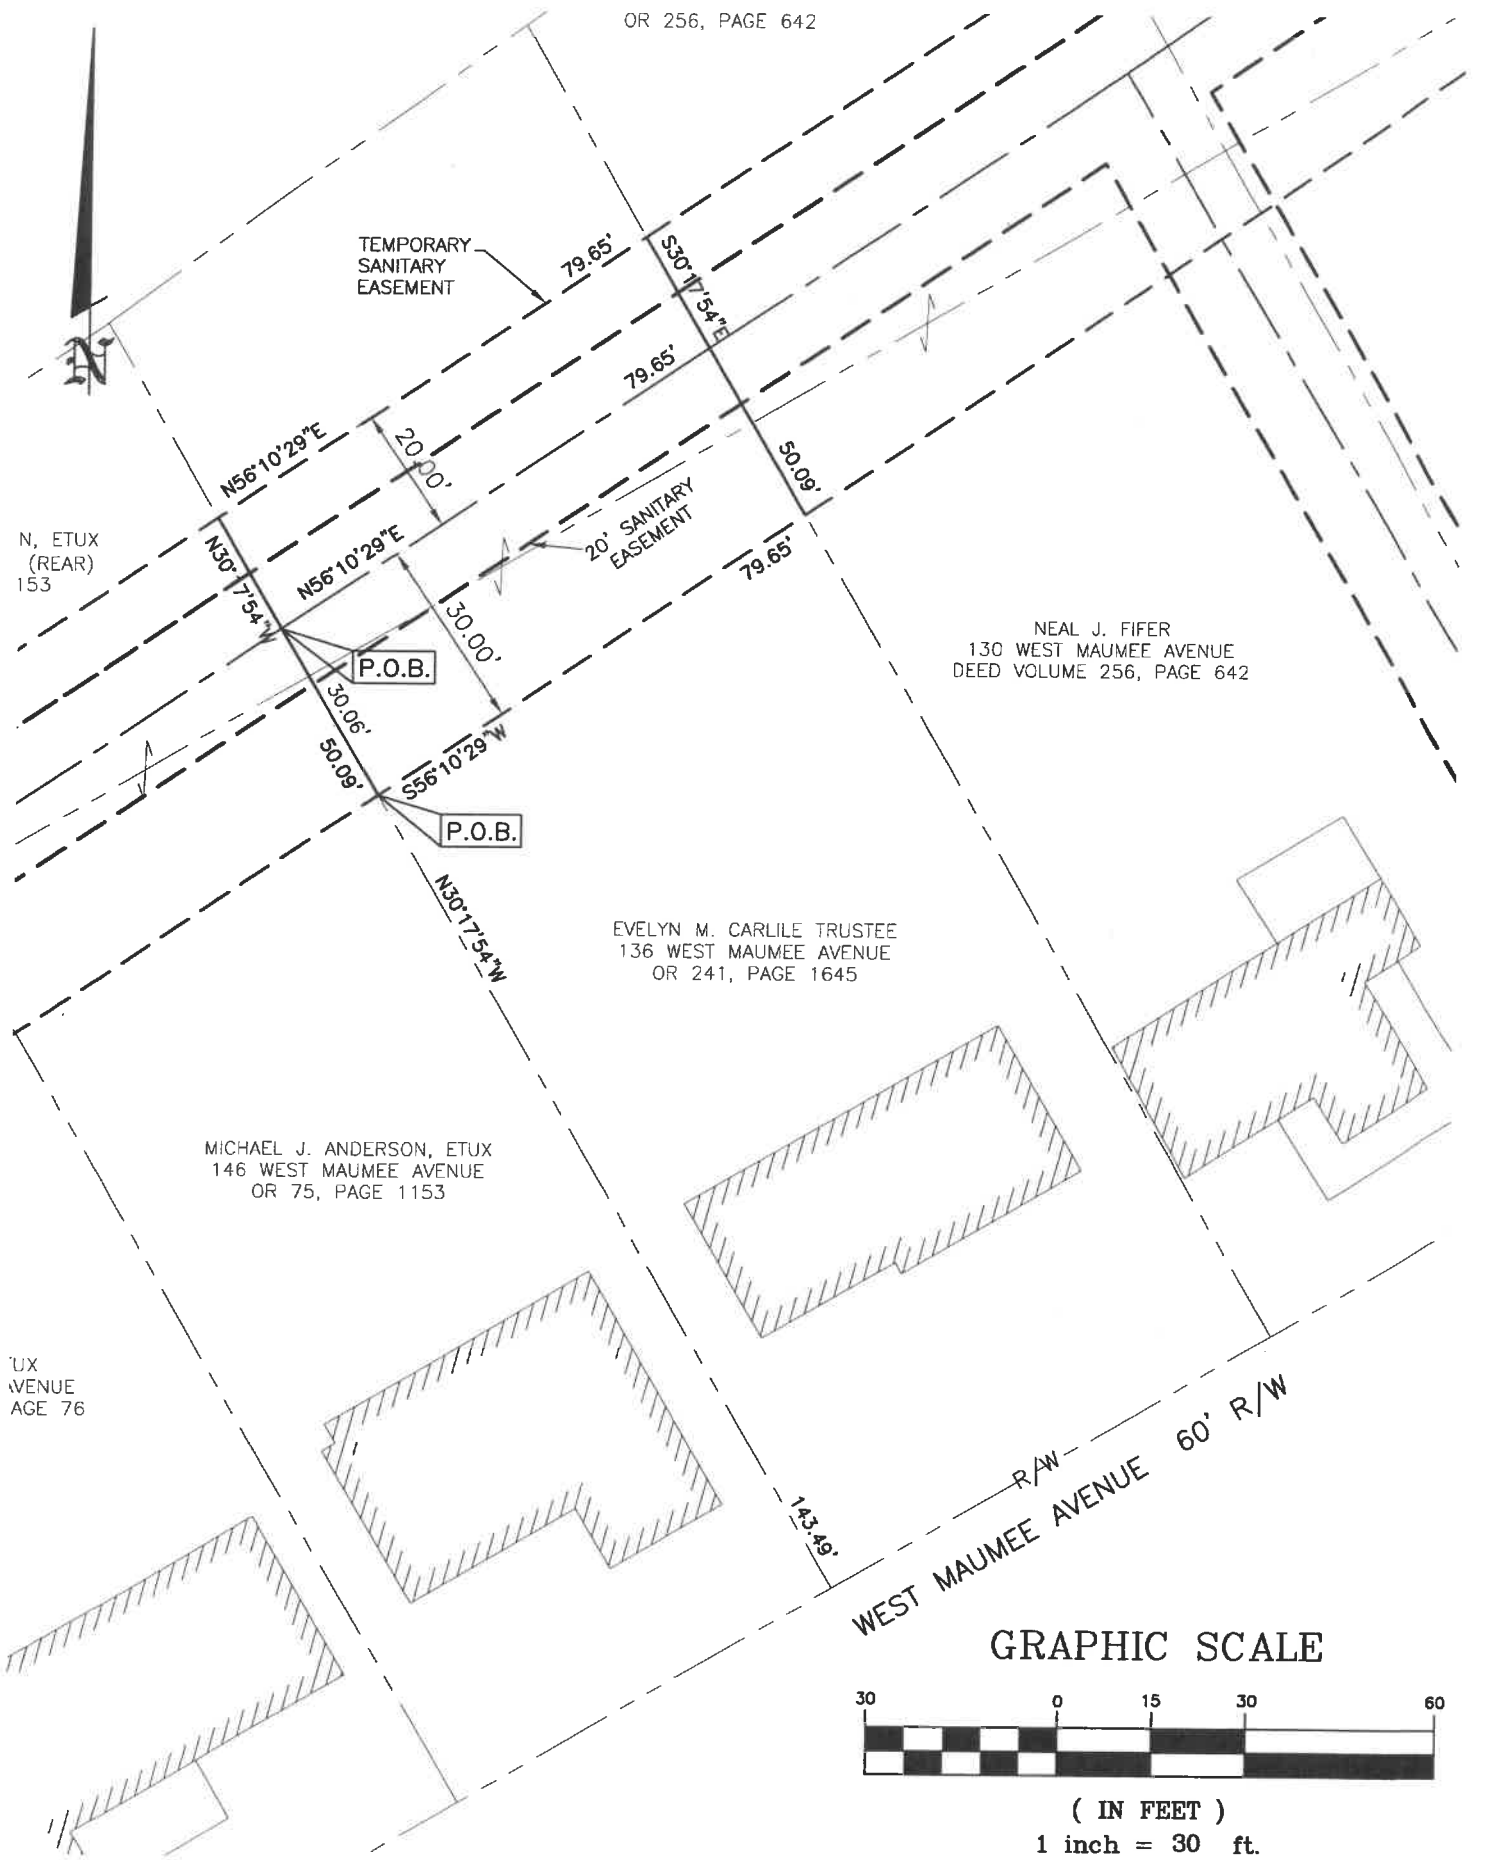 OR 256, PAGE 642
TEMPORARY
SANITARY
EASEMENT
79.65'
S30°17'54"E
N
79.65'
N56°10'29"E
20.00'
50.09'
20' SANITARY
EASEMENT
N, ETUX
(REAR)
153
N30°17'54"W
N56°10'29"E
79.65'
30.00'
NEAL J. FIFER
130 WEST MAUMEE AVENUE
DEED VOLUME 256, PAGE 642
P.O.B.
30.06'
50.09'
S56°10'29"W
P.O.B.
N30°17'54"W
EVELYN M. CARLILE TRUSTEE
136 WEST MAUMEE AVENUE
OR 241, PAGE 1645
MICHAEL J. ANDERSON, ETUX
146 WEST MAUMEE AVENUE
OR 75, PAGE 1153
UX
VENUE
AGE 76
143.49'
R/W
WEST MAUMEE AVENUE 60' R/W
GRAPHIC SCALE
30 0 15 30 60
( IN FEET )
1 inch = 30 ft.